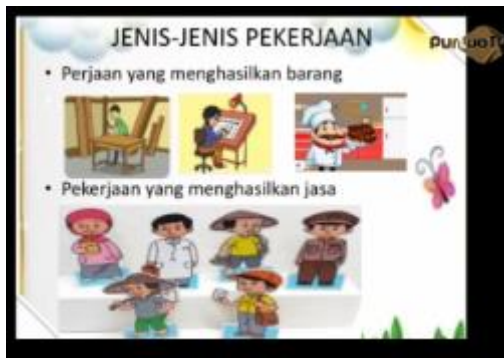 JENIS-JENIS PEKERJAAN
• Perjaan yang menghasilkan barang
• Pekerjaan yang menghasilkan jasa